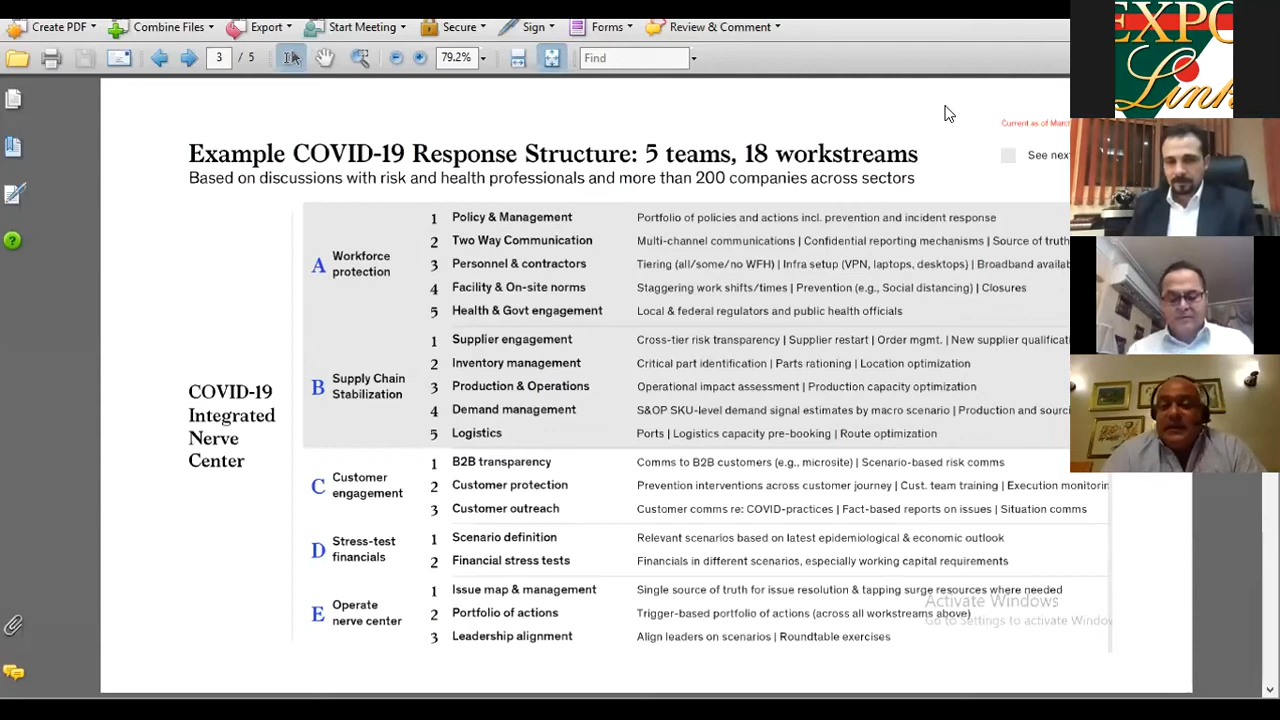 Create PDF Combine Files Export Start Meeting Secure Sign Forms Review & Comment
3 / 5 79.2% Find
EXPO
Link
Current as of March
See next
Example COVID-19 Response Structure: 5 teams, 18 workstreams
Based on discussions with risk and health professionals and more than 200 companies across sectors
COVID-19
Integrated
Nerve
Center
A Workforce
protection
1 Policy & Management Portfolio of policies and actions incl. prevention and incident response
2 Two Way Communication Multi-channel communications | Confidential reporting mechanisms | Source of truth
3 Personnel & contractors Tiering (all/some/no WFH) | Infra setup (VPN, laptops, desktops) | Broadband availab
4 Facility & On-site norms Staggering work shifts/times | Prevention (e.g., Social distancing) | Closures
5 Health & Govt engagement Local & federal regulators and public health officials
B Supply Chain
Stabilization
1 Supplier engagement Cross-tier risk transparency | Supplier restart | Order mgmt. | New supplier qualificat
2 Inventory management Critical part identification | Parts rationing | Location optimization
3 Production & Operations Operational impact assessment | Production capacity optimization
4 Demand management S&OP SKU-level demand signal estimates by macro scenario | Production and sourci
5 Logistics Ports | Logistics capacity pre-booking | Route optimization
C Customer
engagement
1 B2B transparency Comms to B2B customers (e.g., microsite) | Scenario-based risk comms
2 Customer protection Prevention interventions across customer journey | Cust. team training | Execution monitorin
3 Customer outreach Customer comms re: COVID-practices | Fact-based reports on issues | Situation comms
D Stress-test
financials
1 Scenario definition Relevant scenarios based on latest epidemiological & economic outlook
2 Financial stress tests Financials in different scenarios, especially working capital requirements
E Operate
nerve center
1 Issue map & management Single source of truth for issue resolution & tapping surge resources where needed
2 Portfolio of actions Trigger-based portfolio of actions (across all workstreams above)
3 Leadership alignment Align leaders on scenarios | Roundtable exercises
Activate Windows
Go to Settings to activate Window